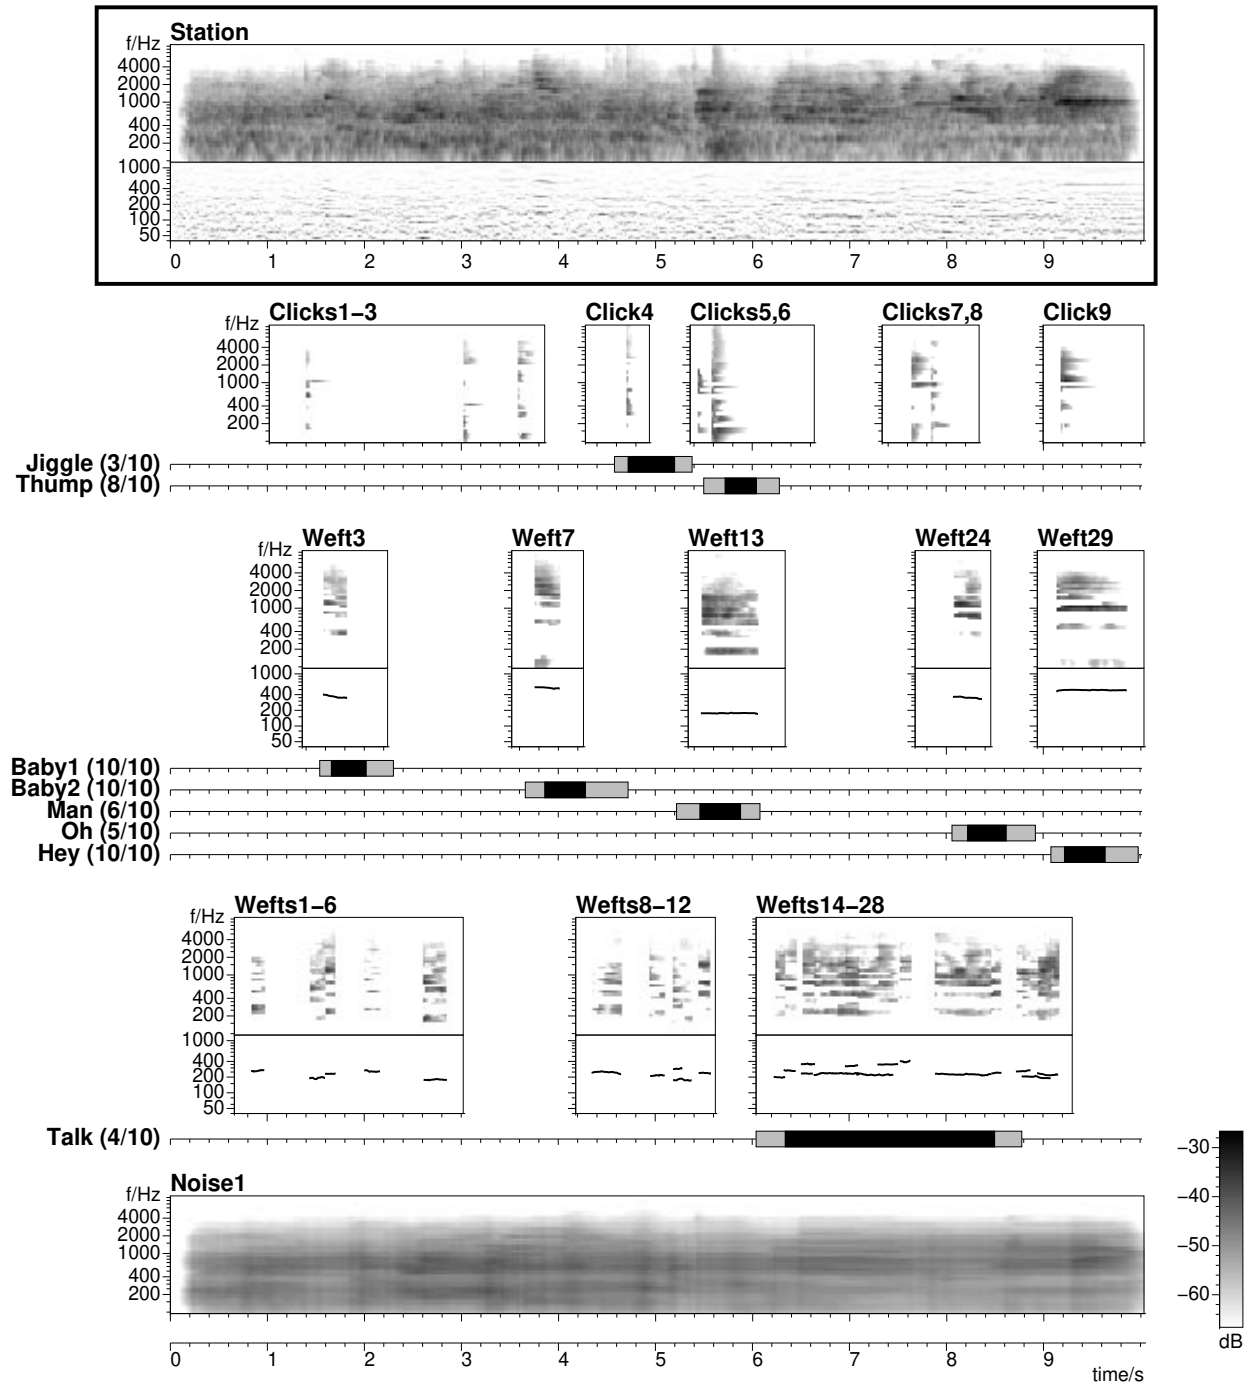 Station
f/Hz
4000
2000
1000
400
200
1000
400
200
100
50
0 1 2 3 4 5 6 7 8 9
Clicks1−3 Click4 Clicks5,6 Clicks7,8 Click9
f/Hz
4000
2000
1000
400
200
Jiggle (3/10)
Thump (8/10)
Weft3 Weft7 Weft13 Weft24 Weft29
f/Hz
4000
2000
1000
400
200
1000
400
200
100
50
Baby1 (10/10)
Baby2 (10/10)
Man (6/10)
Oh (5/10)
Hey (10/10)
Wefts1−6 Wefts8−12 Wefts14−28
f/Hz
4000
2000
1000
400
200
1000
400
200
100
50
Talk (4/10)
Noise1
f/Hz
4000
2000
1000
400
200
0 1 2 3 4 5 6 7 8 9
time/s
−30
−40
−50
−60
dB